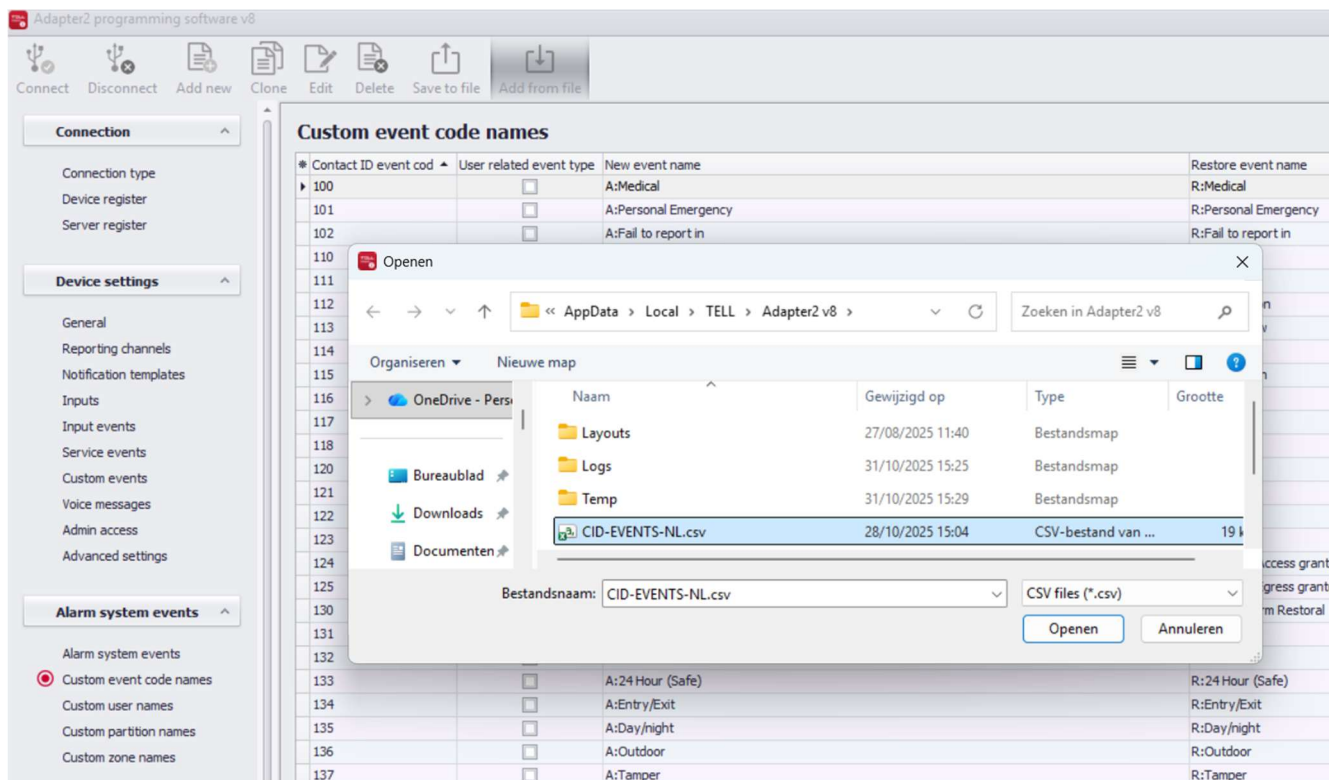 Adapter2 programming software v8
Connect Disconnect Add new Clone Edit Delete Save to file Add from file
Connection
Connection type
Device register
Server register
Device settings
General
Reporting channels
Notification templates
Inputs
Input events
Service events
Custom events
Voice messages
Admin access
Advanced settings
Alarm system events
Alarm system events
Custom event code names
Custom user names
Custom partition names
Custom zone names
Custom event code names
Contact ID event cod User related event type New event name Restore event name
100 A:Medical R:Medical
101 A:Personal Emergency R:Personal Emergency
102 A:Fail to report in R:Fail to report in
110
111
112
113
114
115
116
117
118
120
121
122
123
124
125
130
131
132
133 A:24 Hour (Safe) R:24 Hour (Safe)
134 A:Entry/Exit R:Entry/Exit
135 A:Day/night R:Day/night
136 A:Outdoor R:Outdoor
137 A:Tamper R:Tamper
Openen
« AppData › Local › TELL › Adapter2 v8 ›
Zoeken in Adapter2 v8
Organiseren Nieuwe map
OneDrive - Pers
Bureaublad
Downloads
Documenten
Naam Gewijzigd op Type Grootte
Layouts 27/08/2025 11:40 Bestandsmap
Logs 31/10/2025 15:25 Bestandsmap
Temp 31/10/2025 15:29 Bestandsmap
CID-EVENTS-NL.csv 28/10/2025 15:04 CSV-bestand van ... 19
Bestandsnaam: CID-EVENTS-NL.csv CSV files (*.csv)
Openen Annuleren